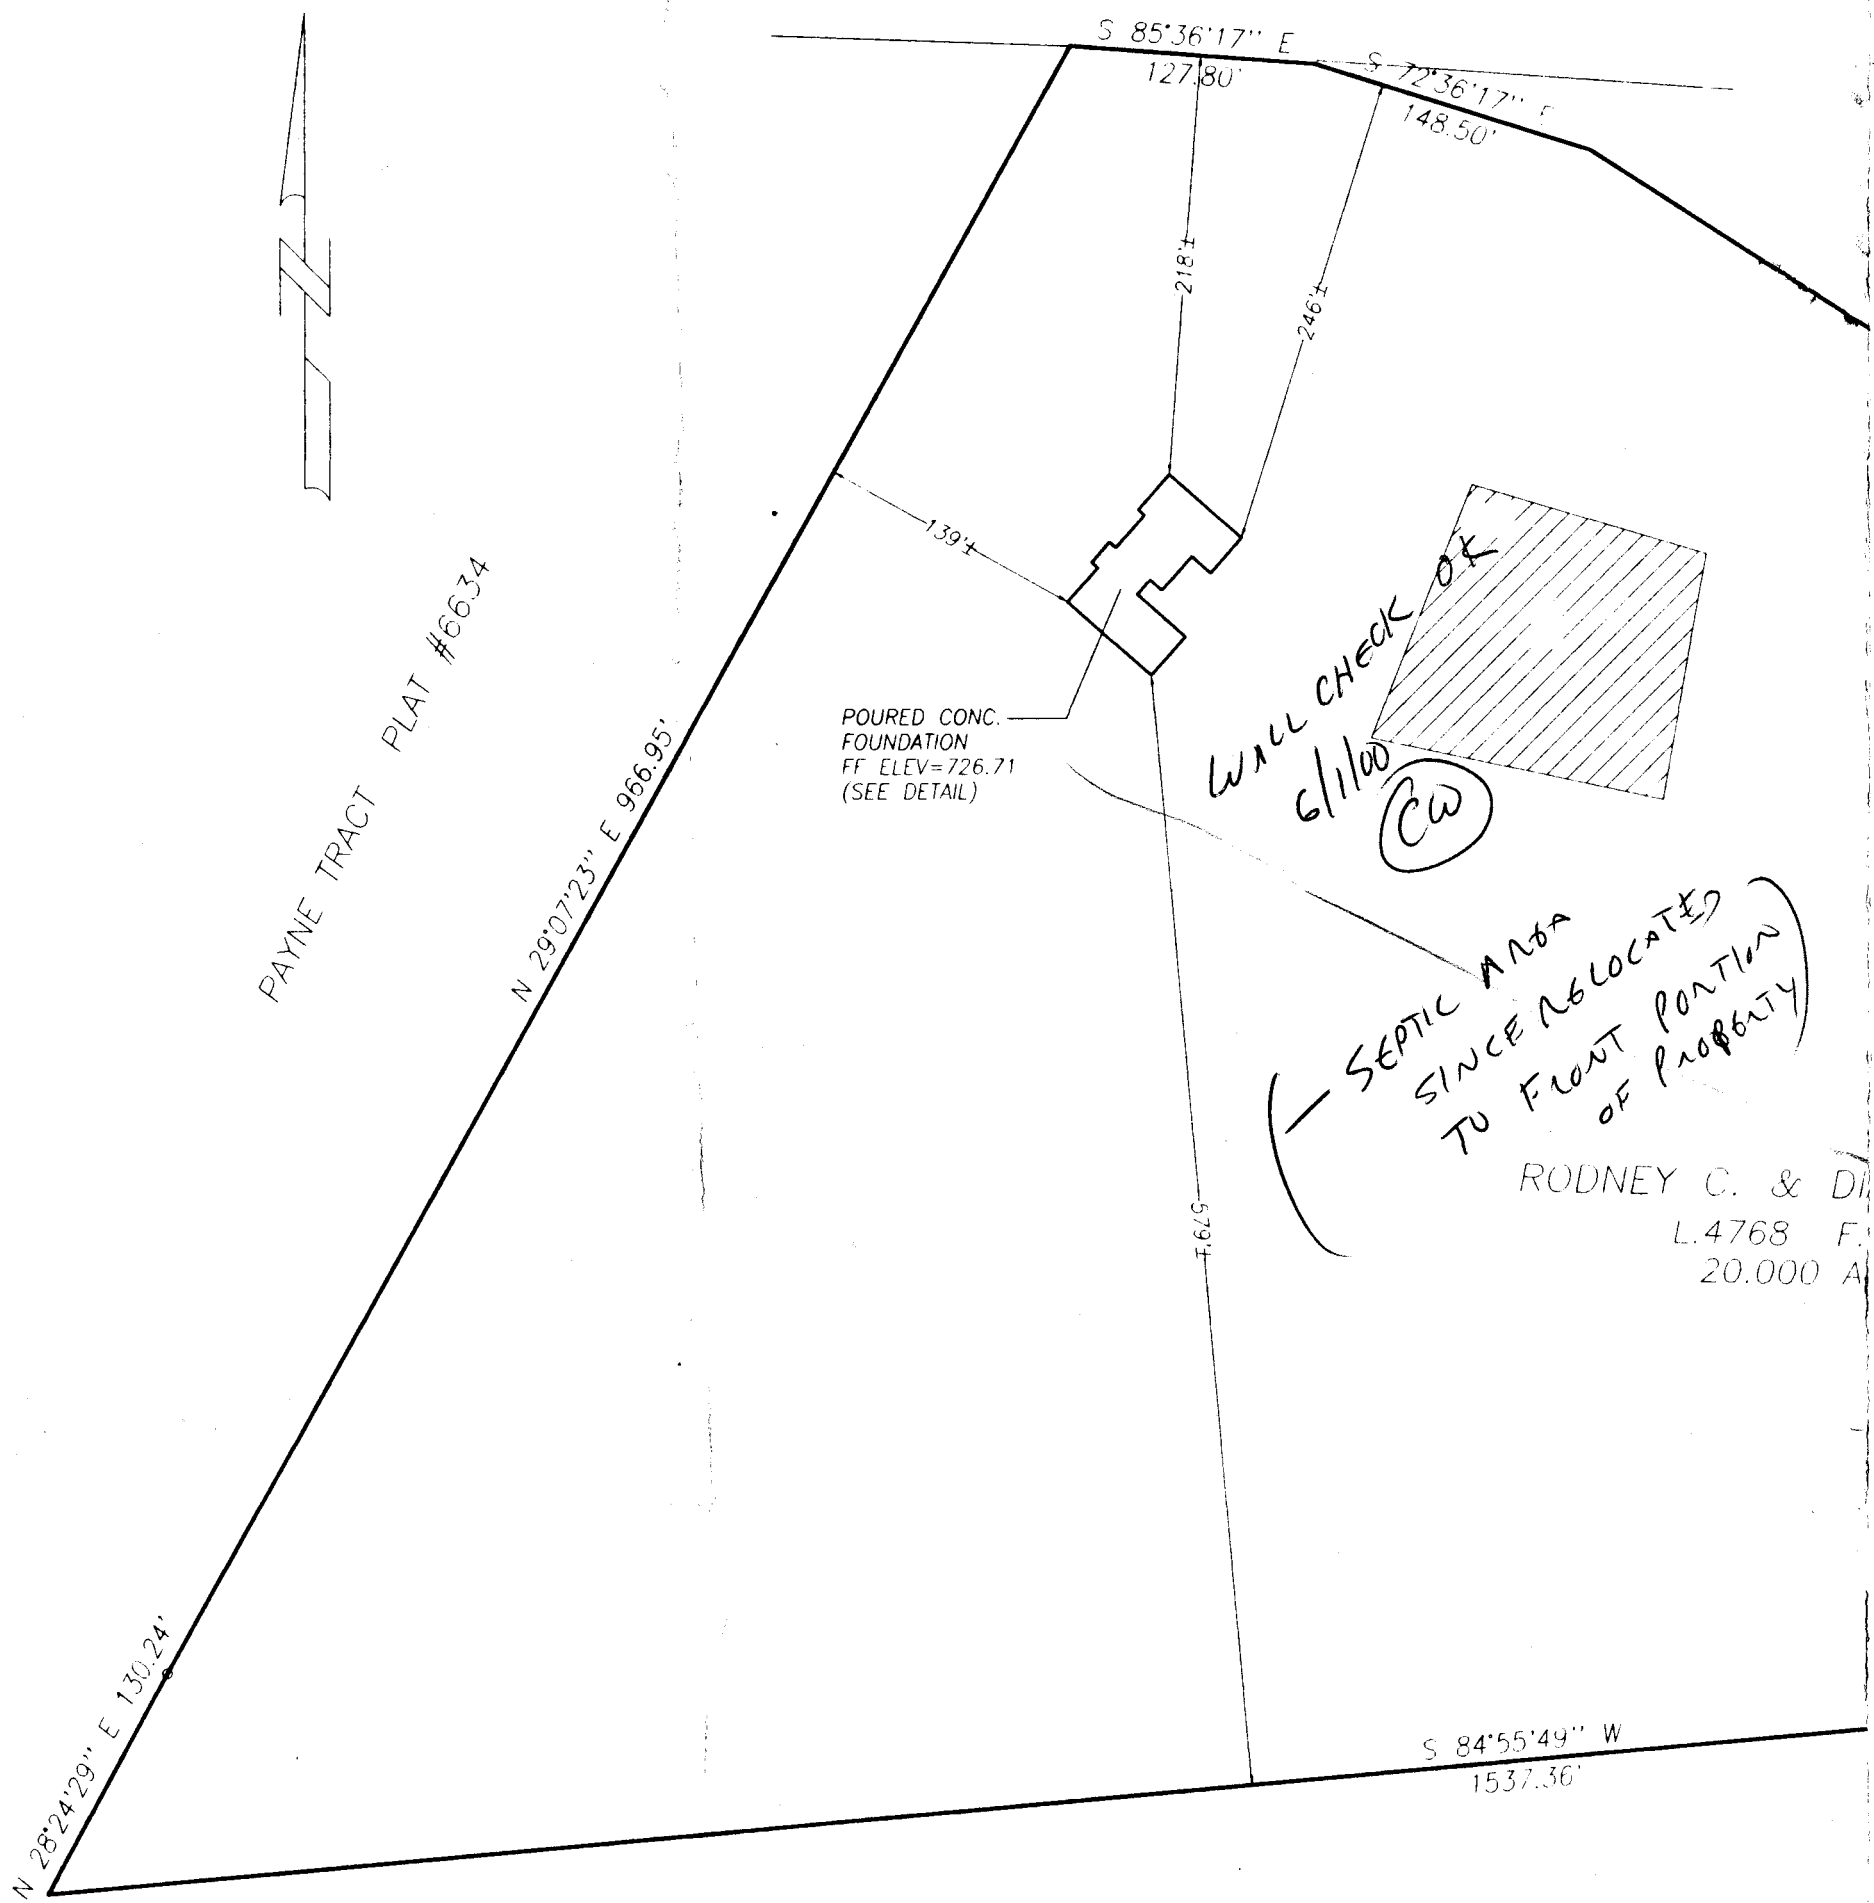 S 85°36'17" E
127.80'
S 72°36'17" E
148.50'
N
218'±
246'±
139'±
PAYNE TRACT PLAT #6634
POURED CONC.
FOUNDATION
FF ELEV=726.71
(SEE DETAIL)
WALL CHECK OK
6/1/00
CW
N 29°07'23" E 966.95'
(— SEPTIC AREA
SINCE RELOCATED
TO FRONT PORTION
OF PROPERTY)
RODNEY C. & DI
L.4768 F.
20.000 A
579'±
N 28°24'29" E 130.24'
S 84°55'49" W
1537.36'